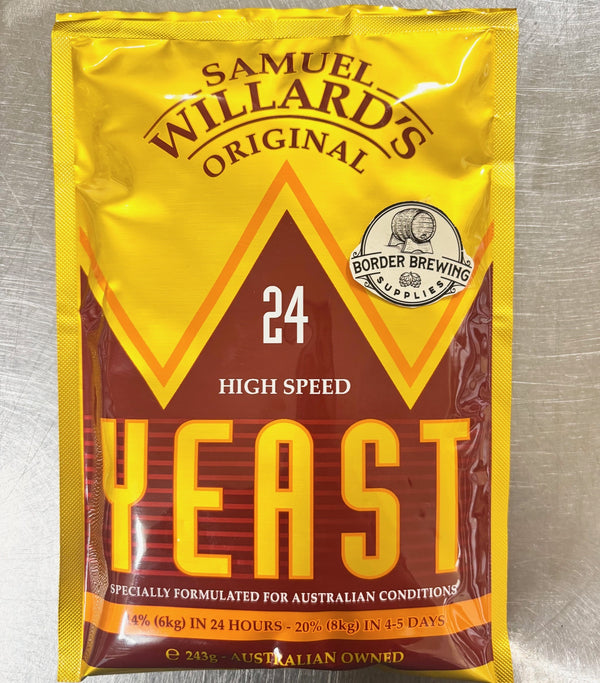 SAMUEL
WILLARD'S
ORIGINAL
BORDER BREWING
SUPPLIES
24
HIGH SPEED
YEAST
SPECIALLY FORMULATED FOR AUSTRALIAN CONDITIONS
4% (6kg) IN 24 HOURS - 20% (8kg) IN 4-5 DAYS
e 243g - AUSTRALIAN OWNED